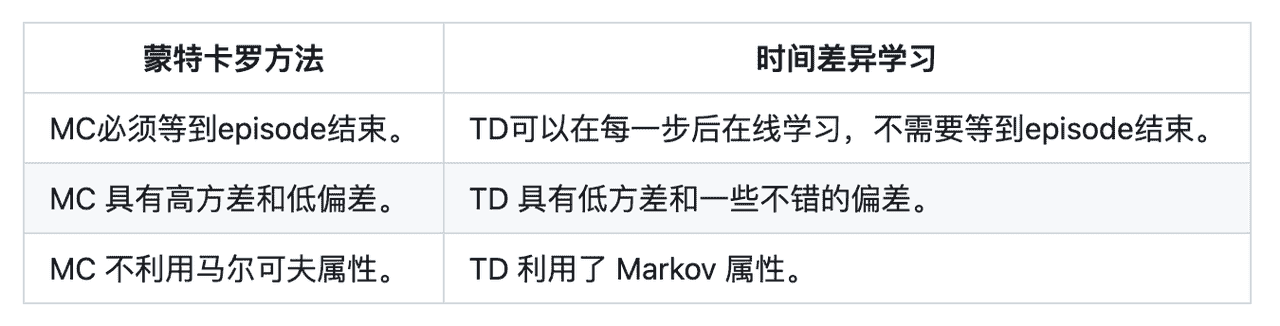 蒙特卡罗方法 时间差异学习
MC必须等到episode结束。 TD可以在每一步后在线学习，不需要等到episode结束。
MC 具有高方差和低偏差。 TD 具有低方差和一些不错的偏差。
MC 不利用马尔可夫属性。 TD 利用了 Markov 属性。